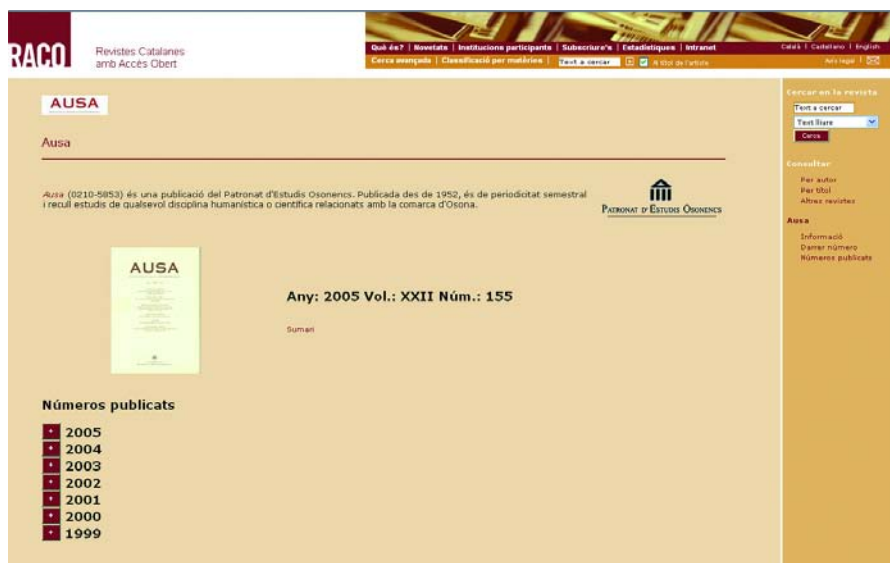 RACO
Revistes Catalanes
amb Accés Obert
Què és? | Novetats | Institucions participants | Subscriure's | Estadístiques | Intranet
Català | Castellano | English
Cerca avançada | Classificació per matèries | Text a cercar
Al títol de l'article
Avís legal |
AUSA
Ausa
Ausa (0210-5853) és una publicació del Patronat d'Estudis Osonencs. Publicada des de 1952, és de periodicitat semestral
i recull estudis de qualsevol disciplina humanística o científica relacionats amb la comarca d'Osona.
PATRONAT D'ESTUDIS OSONENCS
AUSA
Any: 2005 Vol.: XXII Núm.: 155
Sumari
Números publicats
+ 2005
+ 2004
+ 2003
+ 2002
+ 2001
+ 2000
+ 1999
Cercar en la revista
Text a cercar
Text lliure
Cerca
Consultar
Per autor
Per títol
Altres revistes
Ausa
Informació
Darrer número
Números publicats